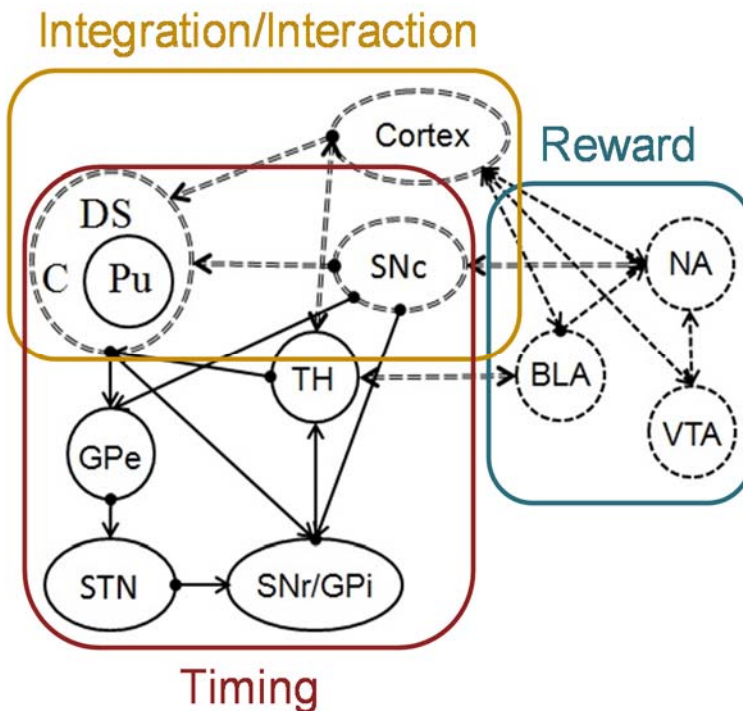 Integration/Interaction
Cortex
Reward
DS
C
Pu
SNc
NA
TH
BLA
VTA
GPe
STN
SNr/GPi
Timing